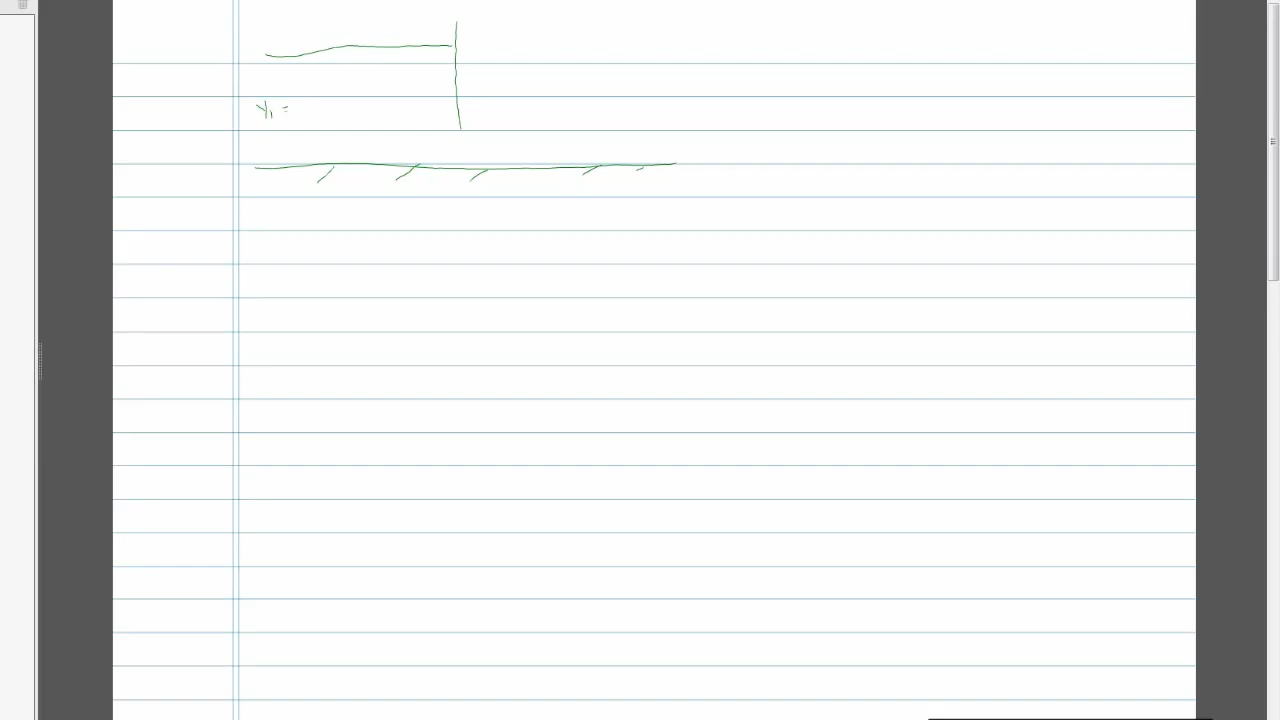 y₁ =